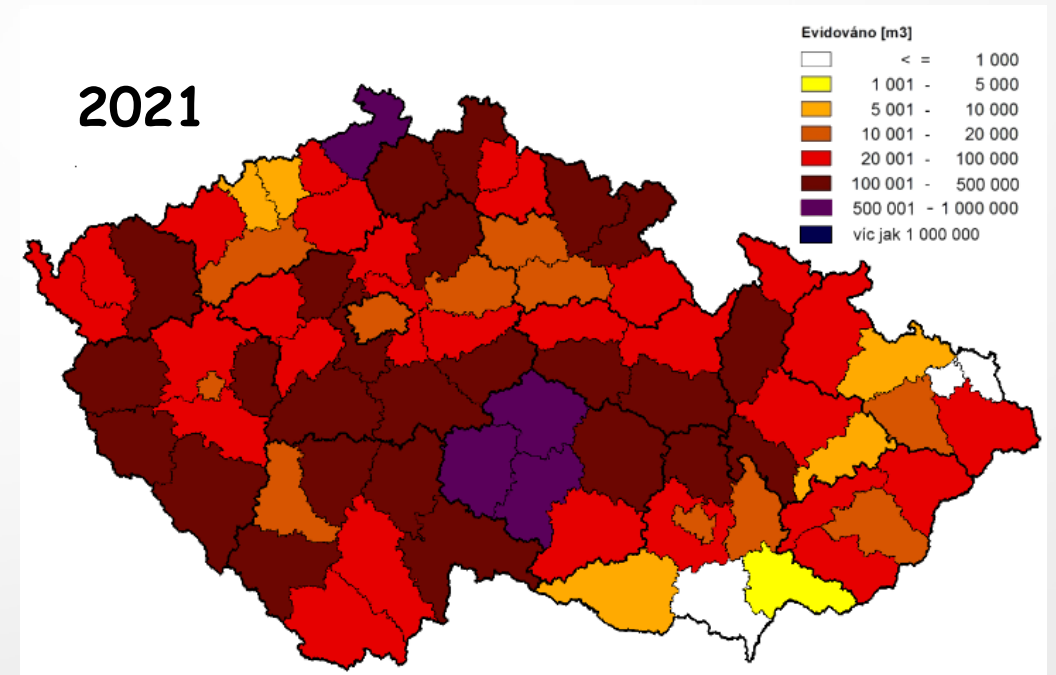 2021
Evidováno [m3]
< = 1 000
1 001 - 5 000
5 001 - 10 000
10 001 - 20 000
20 001 - 100 000
100 001 - 500 000
500 001 - 1 000 000
víc jak 1 000 000